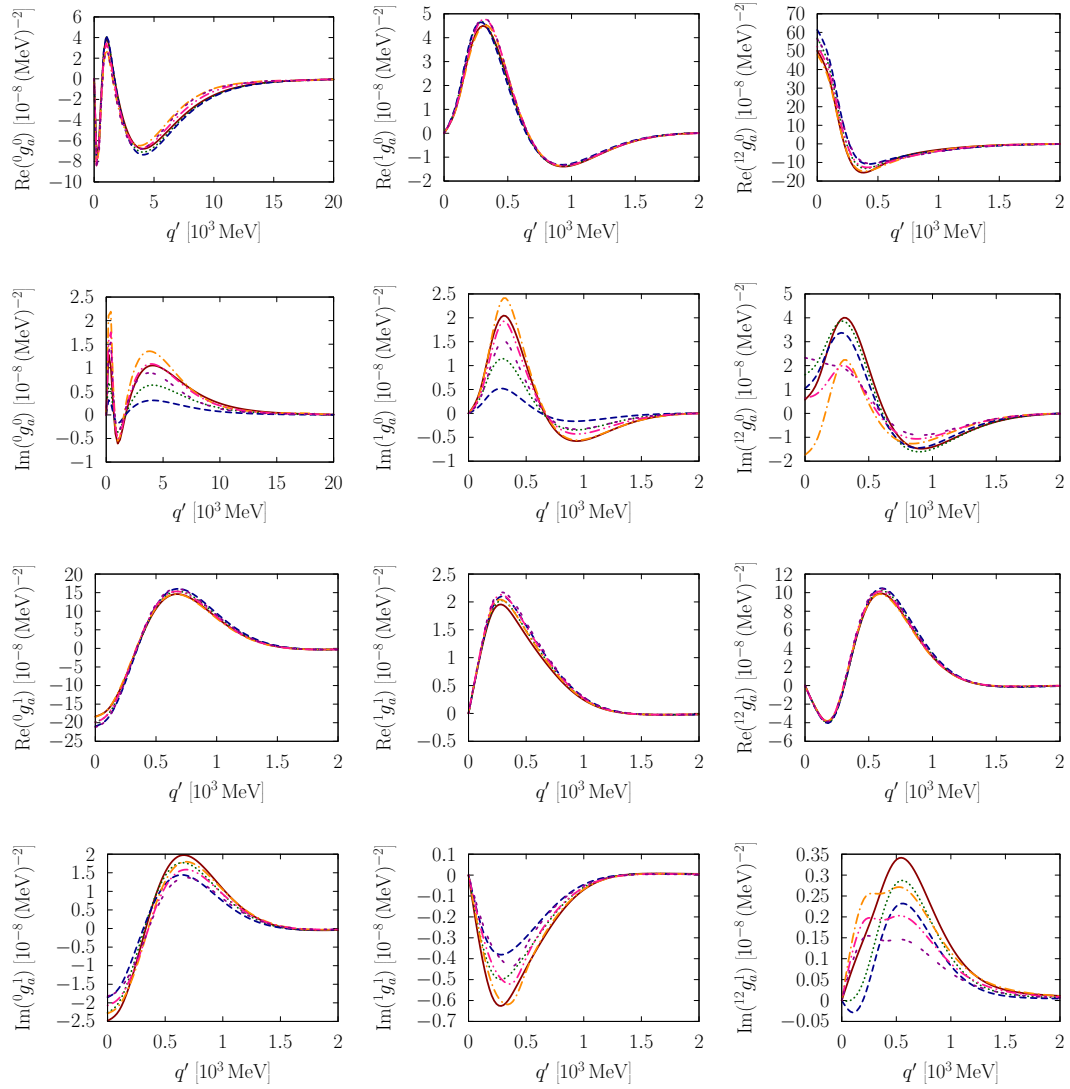 Re(⁰g⁰ₐ) [10⁻⁸ (MeV)⁻²]
6
4
2
0
−2
−4
−6
−8
−10
0 5 10 15 20
q′ [10³ MeV]
Re(¹g⁰ₐ) [10⁻⁸ (MeV)⁻²]
5
4
3
2
1
0
−1
−2
0 0.5 1 1.5 2
q′ [10³ MeV]
Re(¹²g⁰ₐ) [10⁻⁸ (MeV)⁻²]
70
60
50
40
30
20
10
0
−10
−20
0 0.5 1 1.5 2
q′ [10³ MeV]
Im(⁰g⁰ₐ) [10⁻⁸ (MeV)⁻²]
2.5
2
1.5
1
0.5
0
−0.5
−1
0 5 10 15 20
q′ [10³ MeV]
Im(¹g⁰ₐ) [10⁻⁸ (MeV)⁻²]
2.5
2
1.5
1
0.5
0
−0.5
−1
0 0.5 1 1.5 2
q′ [10³ MeV]
Im(¹²g⁰ₐ) [10⁻⁸ (MeV)⁻²]
5
4
3
2
1
0
−1
−2
0 0.5 1 1.5 2
q′ [10³ MeV]
Re(⁰g¹ₐ) [10⁻⁸ (MeV)⁻²]
20
15
10
5
0
−5
−10
−15
−20
−25
0 0.5 1 1.5 2
q′ [10³ MeV]
Re(¹g¹ₐ) [10⁻⁸ (MeV)⁻²]
2.5
2
1.5
1
0.5
0
−0.5
0 0.5 1 1.5 2
q′ [10³ MeV]
Re(¹²g¹ₐ) [10⁻⁸ (MeV)⁻²]
12
10
8
6
4
2
0
−2
−4
−6
0 0.5 1 1.5 2
q′ [10³ MeV]
Im(⁰g¹ₐ) [10⁻⁸ (MeV)⁻²]
2
1.5
1
0.5
0
−0.5
−1
−1.5
−2
−2.5
0 0.5 1 1.5 2
q′ [10³ MeV]
Im(¹g¹ₐ) [10⁻⁸ (MeV)⁻²]
0.1
0
−0.1
−0.2
−0.3
−0.4
−0.5
−0.6
−0.7
0 0.5 1 1.5 2
q′ [10³ MeV]
Im(¹²g¹ₐ) [10⁻⁸ (MeV)⁻²]
0.35
0.3
0.25
0.2
0.15
0.1
0.05
0
−0.05
0 0.5 1 1.5 2
q′ [10³ MeV]